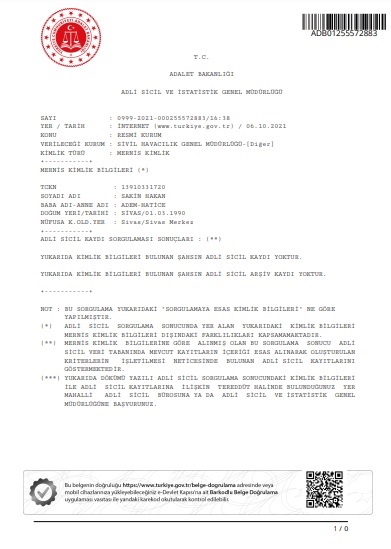 ADB01255572883
T.C.
ADALET BAKANLIĞI
ADLİ SİCİL VE İSTATİSTİK GENEL MÜDÜRLÜĞÜ
SAYI : 0999-2021-000255572883/16:38
YER / TARİH : İNTERNET (www.turkiye.gov.tr) / 06.10.2021
KONU : RESMİ KURUM
VERİLECEĞİ KURUM : SİVİL HAVACILIK GENEL MÜDÜRLÜĞÜ-[Diğer]
KİMLİK TÜRÜ : MERNİS KİMLİK
+-----------+
MERNİS KİMLİK BİLGİLERİ (*)
TCKN : 13910331720
SOYADI ADI : SAKİN HAKAN
BABA ADI-ANNE ADI : ADEM-HATİCE
DOĞUM YERİ/TARİHİ : SİVAS/01.03.1990
NÜFUSA K.OLD.YER : Sivas/Sivas Merkez
+-----------+
ADLİ SİCİL KAYDI SORGULAMASI SONUÇLARI : (**)
YUKARIDA KİMLİK BİLGİLERİ BULUNAN ŞAHSIN ADLİ SİCİL KAYDI YOKTUR.
YUKARIDA KİMLİK BİLGİLERİ BULUNAN ŞAHSIN ADLİ SİCİL ARŞİV KAYDI YOKTUR.
+-----------+
NOT : BU SORGULAMA YUKARIDAKİ 'SORGULAMAYA ESAS KİMLİK BİLGİLERİ' NE GÖRE
YAPILMIŞTIR.
(*) ADLİ SİCİL SORGULAMA SONUCUNDA YER ALAN YUKARIDAKİ KİMLİK BİLGİLERİ
MERNİS KİMLİK BİLGİLERİ DIŞINDAKİ FARKLILIKLARI KAPSAMAMAKTADIR.
(**) MERNİS KİMLİK BİLGİLERİNE GÖRE ALINMIŞ OLAN BU SORGULAMA SONUCU ADLİ
SİCİL VERİ TABANINDA MEVCUT KAYITLARIN İÇERİĞİ ESAS ALINARAK OLUŞTURULAN
KRİTERLERİN İŞLETİLMESİ NETİCESİNDE BULUNAN ADLİ SİCİL KAYITLARINI
GÖSTERMEKTEDİR.
(***) YUKARIDA DÖKÜMÜ YAZILI ADLİ SİCİL SORGULAMA SONUCUNDAKİ KİMLİK BİLGİLERİ
İLE ADLİ SİCİL KAYITLARINA İLİŞKİN TEREDDÜT HALİNDE BULUNDUĞUNUZ YER
MAHALLİ ADLİ SİCİL BÜROSUNA YA DA ADLİ SİCİL VE İSTATİSTİK GENEL
MÜDÜRLÜĞÜNE BAŞVURUNUZ.
Bu belgenin doğruluğu https://www.turkiye.gov.tr/belge-dogrulama adresinde veya
mobil cihazlarınıza yükleyebileceğiniz e-Devlet Kapısı'na ait Barkodlu Belge Doğrulama
uygulaması vasıtası ile yandaki karekod okutularak kontrol edilebilir.
1 / 0